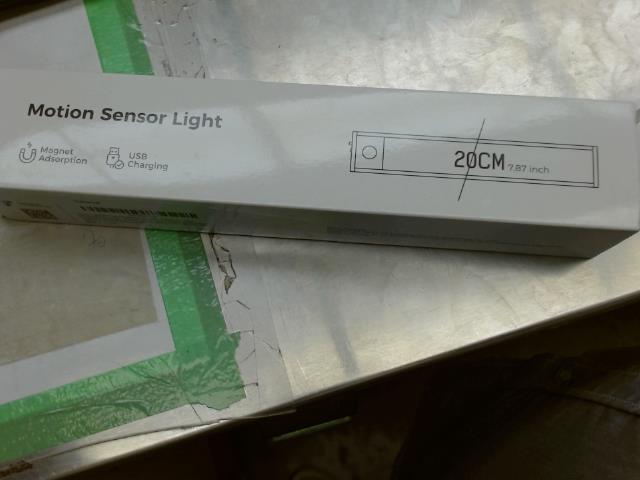 Motion Sensor Light
Magnet
Adsorption
USB
Charging
20CM 7.87 inch